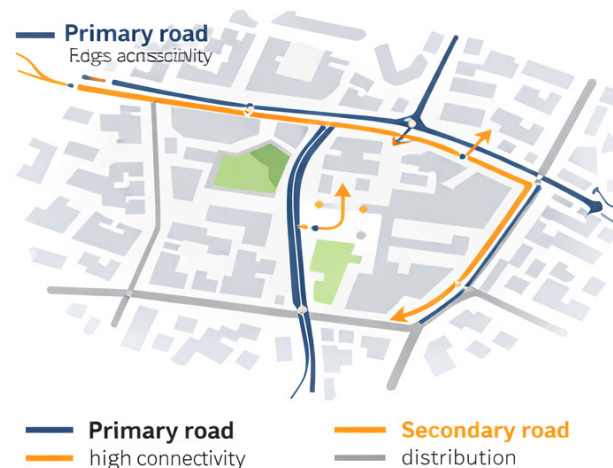 Primary road
Primary road
high connectivity
Secondary road
distribution